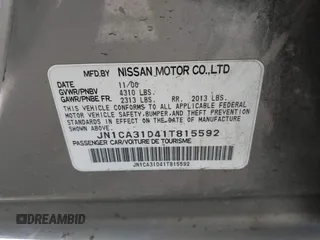 MFD.BY NISSAN MOTOR CO.,LTD
DATE 11/00
GVWR/PNBV 4310 LBS.
GAWR/PNBE FR. 2313 LBS. RR. 2013 LBS.
THIS VEHICLE CONFORMS TO ALL APPLICABLE FEDERAL
MOTOR VEHICLE SAFETY,BUMPER,AND THEFT PREVENTION
STANDARDS IN EFFECT ON THE DATE OF MANUFACTURE
SHOWN ABOVE.
JN1CA31D41T815592
PASSENGER CAR/VOITURE DE TOURISME
JN1CA31D41T815592
DREAMBID